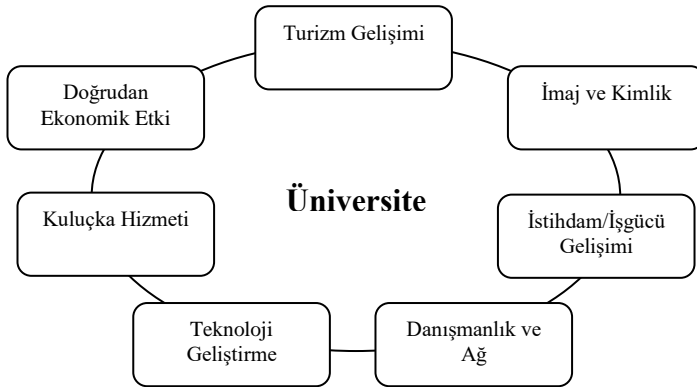 Turizm Gelişimi
Doğrudan
Ekonomik Etki
İmaj ve Kimlik
Üniversite
Kuluçka Hizmeti
İstihdam/İşgücü
Gelişimi
Teknoloji
Geliştirme
Danışmanlık ve
Ağ